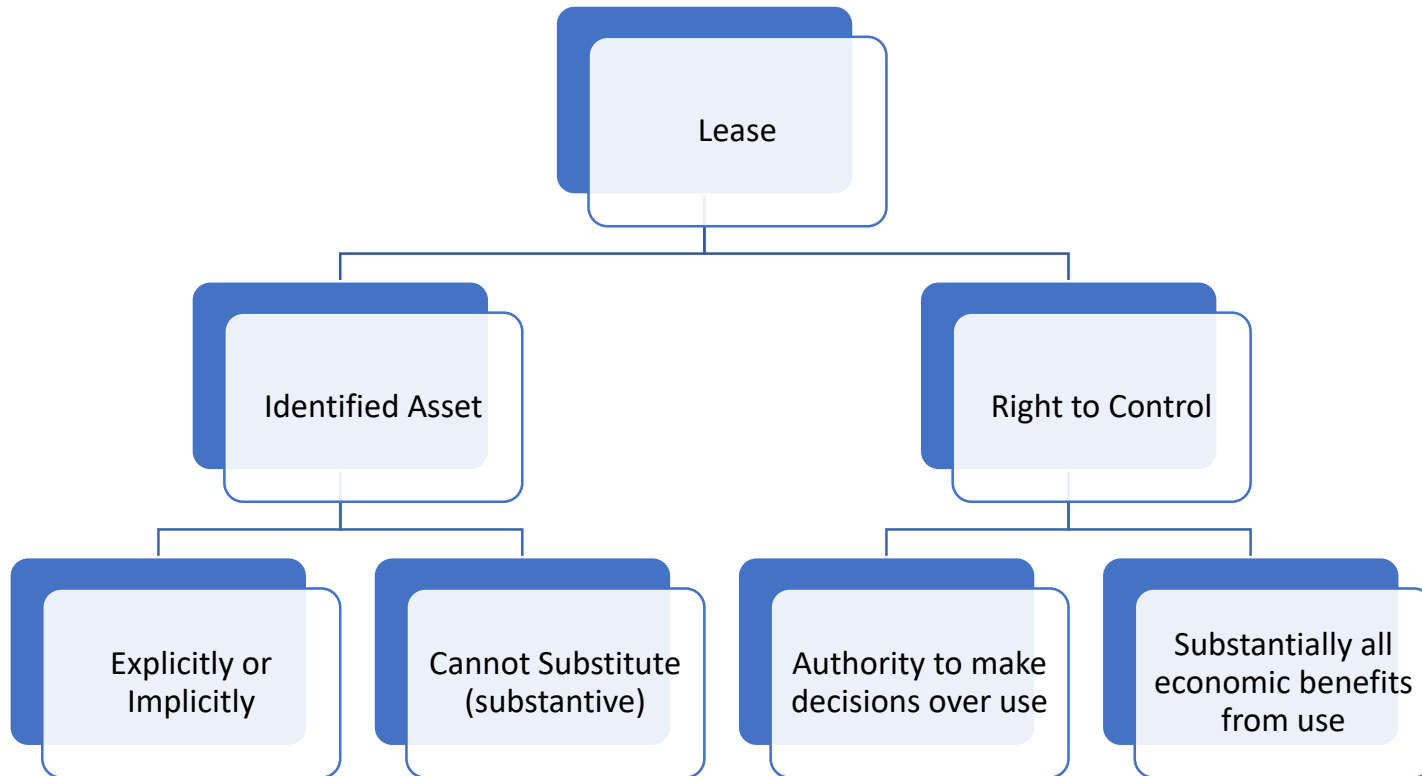 Lease
Identified Asset
Right to Control
Explicitly or
Implicitly
Cannot Substitute
(substantive)
Authority to make
decisions over use
Substantially all
economic benefits
from use